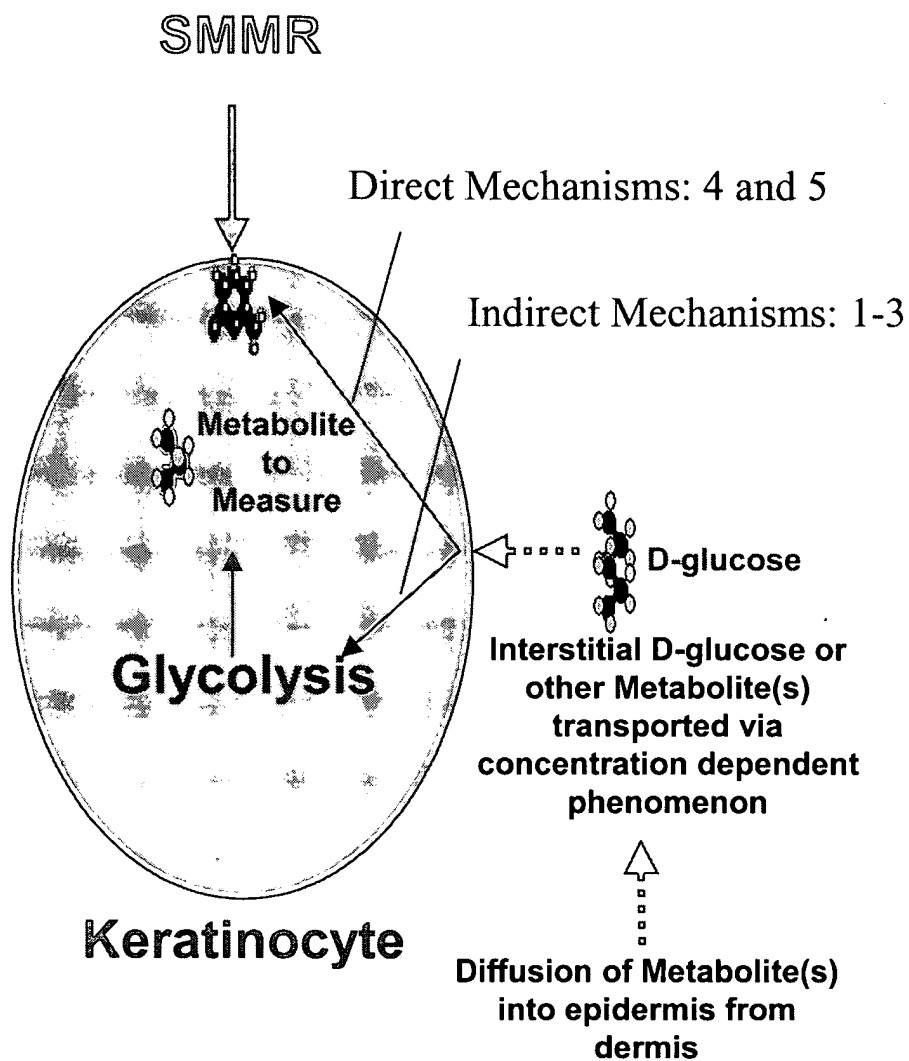 SMMR
Direct Mechanisms: 4 and 5
Indirect Mechanisms: 1-3
Metabolite
to
Measure
D-glucose
Glycolysis
Interstitial D-glucose or
other Metabolite(s)
transported via
concentration dependent
phenomenon
Keratinocyte
Diffusion of Metabolite(s)
into epidermis from
dermis